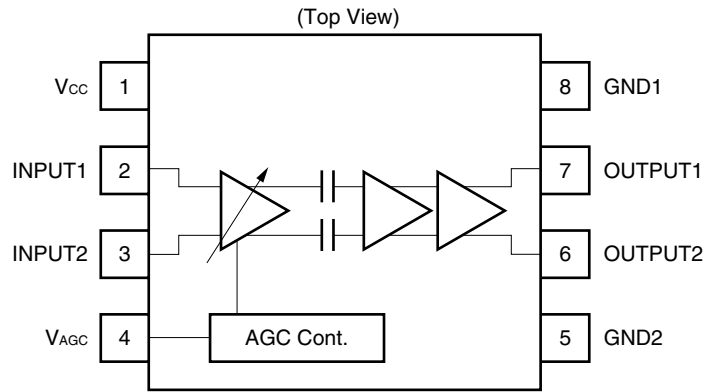 (Top View)
VCC 1
8 GND1
INPUT1 2
7 OUTPUT1
INPUT2 3
6 OUTPUT2
VAGC 4
AGC Cont.
5 GND2